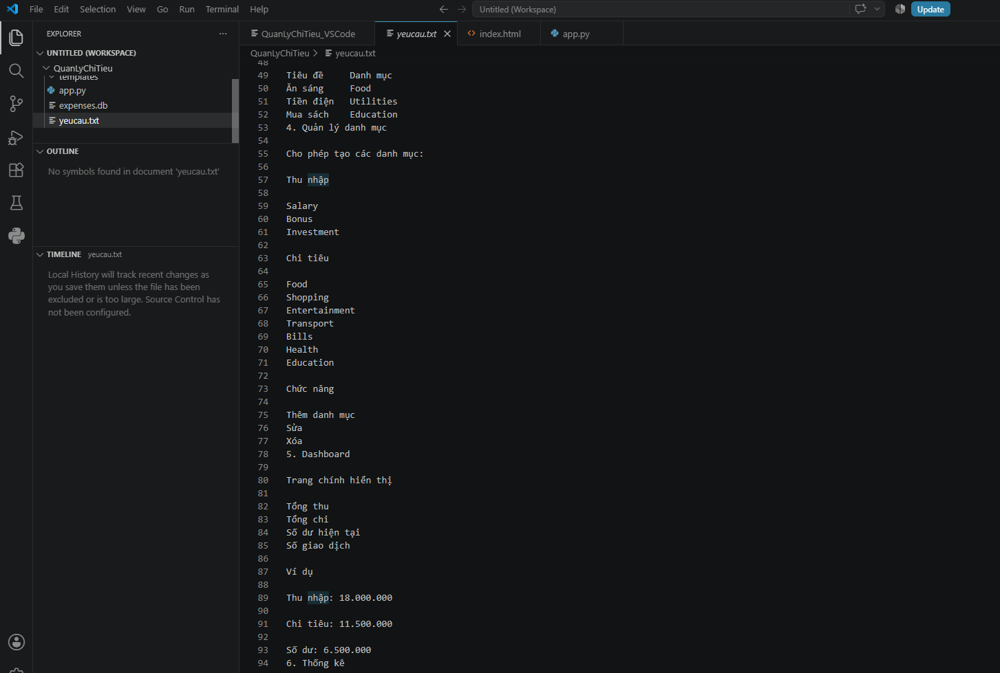 File Edit Selection View Go Run Terminal Help
Untitled (Workspace)
Update
EXPLORER
UNTITLED (WORKSPACE)
QuanLyChiTieu
templates
app.py
expenses.db
yeucau.txt
OUTLINE
No symbols found in document 'yeucau.txt'
TIMELINE yeucau.txt
Local History will track recent changes as
you save them unless the file has been
excluded or is too large. Source Control has
not been configured.
QuanLyChiTieu_VSCode yeucau.txt index.html app.py
QuanLyChiTieu > yeucau.txt
48
49 Tiêu đề Danh mục
50 Ăn sáng Food
51 Tiền điện Utilities
52 Mua sách Education
53 4. Quản lý danh mục
54
55 Cho phép tạo các danh mục:
56
57 Thu nhập
58
59 Salary
60 Bonus
61 Investment
62
63 Chi tiêu
64
65 Food
66 Shopping
67 Entertainment
68 Transport
69 Bills
70 Health
71 Education
72
73 Chức năng
74
75 Thêm danh mục
76 Sửa
77 Xóa
78 5. Dashboard
79
80 Trang chính hiển thị
81
82 Tổng thu
83 Tổng chi
84 Số dư hiện tại
85 Số giao dịch
86
87 Ví dụ
88
89 Thu nhập: 18.000.000
90
91 Chi tiêu: 11.500.000
92
93 Số dư: 6.500.000
94 6. Thống kê